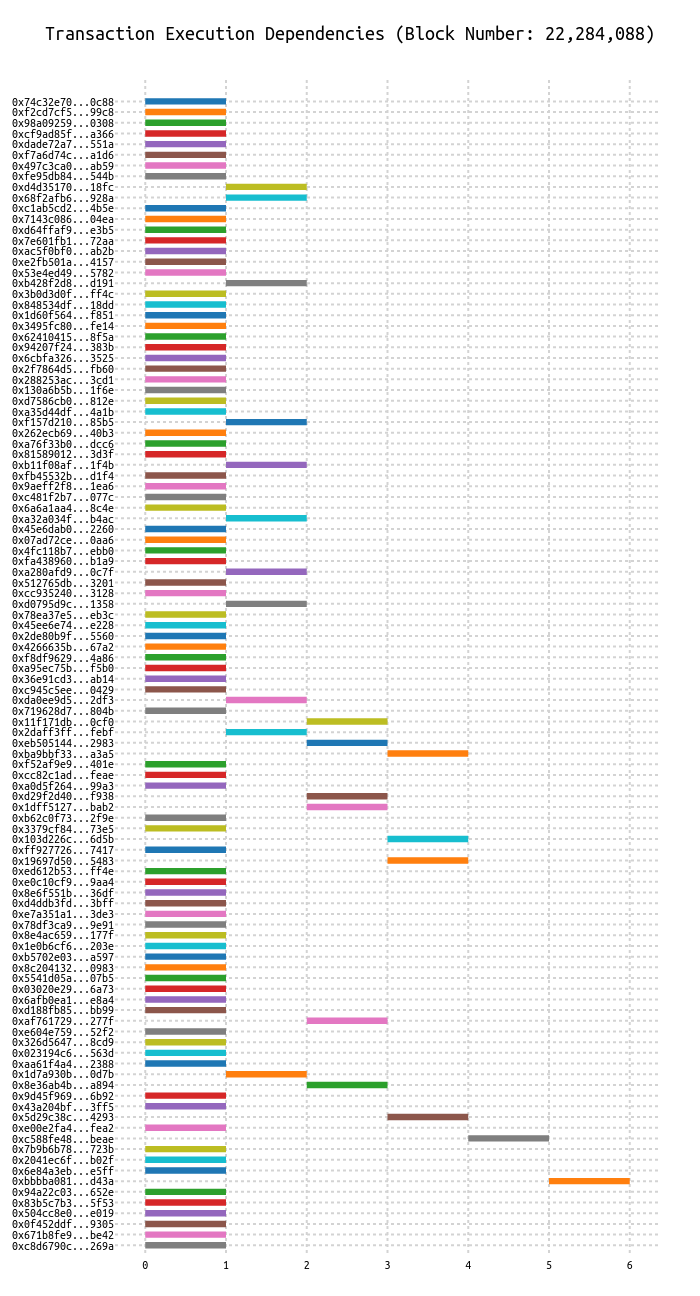 Transaction Execution Dependencies (Block Number: 22,284,088)
0x74c32e70...0c88
0xf2cd7cf5...99c8
0x98a09259...0308
0xcf9ad85f...a366
0xdade72a7...551a
0xf7a6d74c...a1d6
0x497c3ca0...ab59
0xfe95db84...544b
0xd4d35170...18fc
0x68f2afb6...928a
0xc1ab5cd2...4b5e
0x7143c086...04ea
0xd64ffaf9...e3b5
0x7e601fb1...72aa
0xac5f0bf0...ab2b
0xe2fb501a...4157
0x53e4ed49...5782
0xb428f2d8...d191
0x3b0d3d0f...ff4c
0x848534df...18dd
0x1d60f564...f851
0x3495fc80...fe14
0x62410415...8f5a
0x94207f24...383b
0x6cbfa326...3525
0x2f7864d5...fb60
0x288253ac...3cd1
0x130a6b5b...1f6e
0xd7586cb0...812e
0xa35d44df...4a1b
0xf157d210...85b5
0x262ecb69...40b3
0xa76f33b0...dcc6
0x81589012...3d3f
0xb11f08af...1f4b
0xfb45532b...d1f4
0x9aeff2f8...1ea6
0xc481f2b7...077c
0x6a6a1aa4...8c4e
0xa32a034f...b4ac
0x45e6dab0...2260
0x07ad72ce...0aa6
0x4fc118b7...ebb0
0xfa438960...b1a9
0xa280afd9...0c7f
0x512765db...3201
0xcc935240...3128
0xd0795d9c...1358
0x78ea37e5...eb3c
0x45ee6e74...e228
0x2de80b9f...5560
0x4266635b...67a2
0xf8df9629...4a86
0xa95ec75b...f5b0
0x36e91cd3...ab14
0xc945c5ee...0429
0xda0ee9d5...2df3
0x719628d7...804b
0x11f171db...0cf0
0x2daff3ff...febf
0xeb505144...2983
0xba9bbf33...a3a5
0xf52af9e9...401e
0xcc82c1ad...feae
0xa0d5f264...99a3
0xd29f2d40...f938
0x1dff5127...bab2
0xb62c0f73...2f9e
0x3379cf84...73e5
0x103d226c...6d5b
0xff927726...7417
0x19697d50...5483
0xed612b53...ff4e
0xe0c10cf9...9aa4
0x8e6f551b...36df
0xd4ddb3fd...3bff
0xe7a351a1...3de3
0x78df3ca9...9e91
0x8e4ac659...177f
0x1e0b6cf6...203e
0xb5702e03...a597
0x8c204132...0983
0x5541d05a...07b5
0x03020e29...6a73
0x6afb0ea1...e8a4
0xd188fb85...bb99
0xaf761729...277f
0xe604e759...52f2
0x326d5647...8cd9
0x023194c6...563d
0xaa61f4a4...2388
0x1d7a930b...0d7b
0x8e36ab4b...a894
0x9d45f969...6b92
0x43a204bf...3ff5
0x5d29c38c...4293
0xe00e2fa4...fea2
0xc588fe48...beae
0x7b9b6b78...723b
0x2041ec6f...b02f
0x6e84a3eb...e5ff
0xbbbba081...d43a
0x94a22c03...652e
0x83b5c7b3...5f53
0x504cc8e0...e019
0x0f452ddf...9305
0x671b8fe9...be42
0xc8d6790c...269a
0 1 2 3 4 5 6